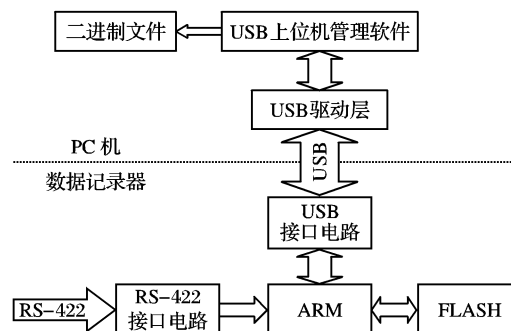 二进制文件
USB上位机管理软件
USB驱动层
PC机
USB
数据记录器
USB
接口电路
RS-422
RS-422
接口电路
ARM
FLASH